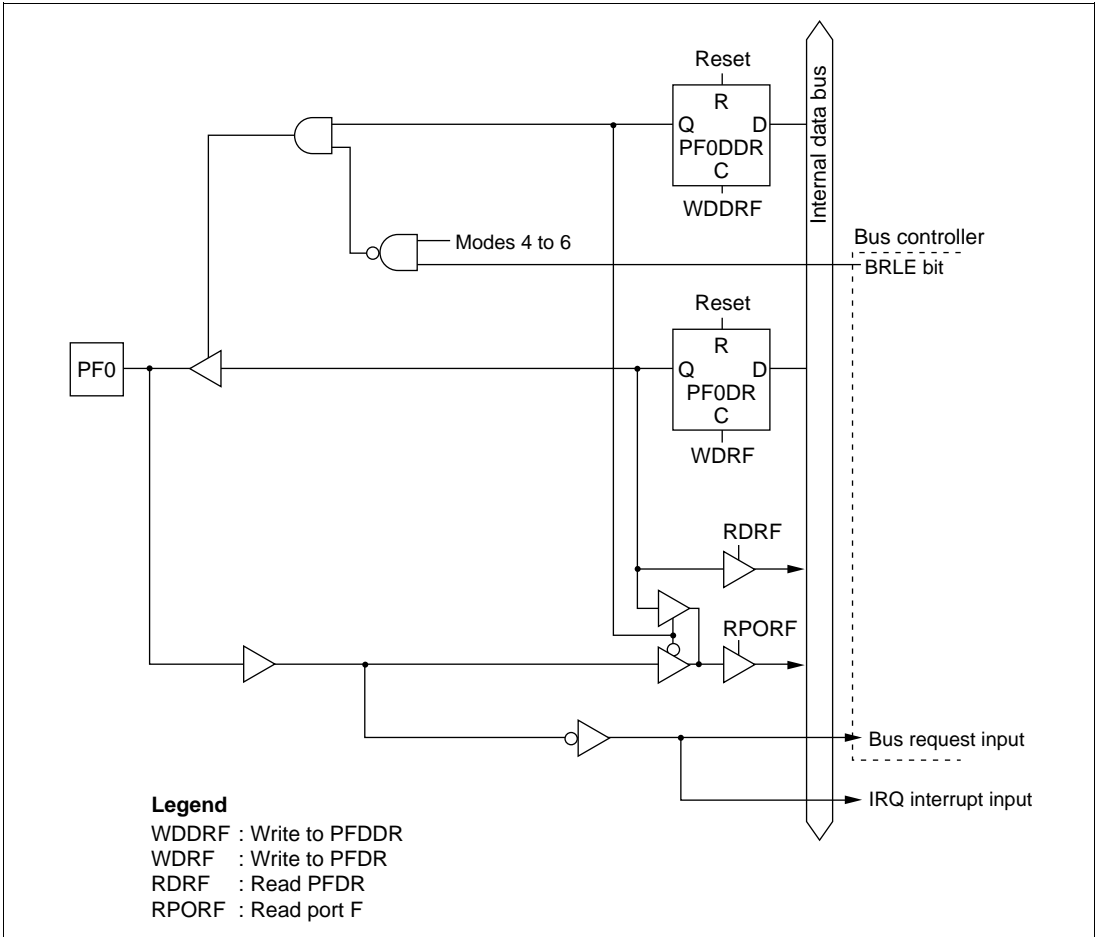 Reset
R
Q D
PF0DDR
C
WDDRF
Internal data bus
Modes 4 to 6
Bus controller
BRLE bit
Reset
R
PF0
Q D
PF0DR
C
WDRF
RDRF
RPORF
Bus request input
IRQ interrupt input
Legend
WDDRF : Write to PFDDR
WDRF : Write to PFDR
RDRF : Read PFDR
RPORF : Read port F